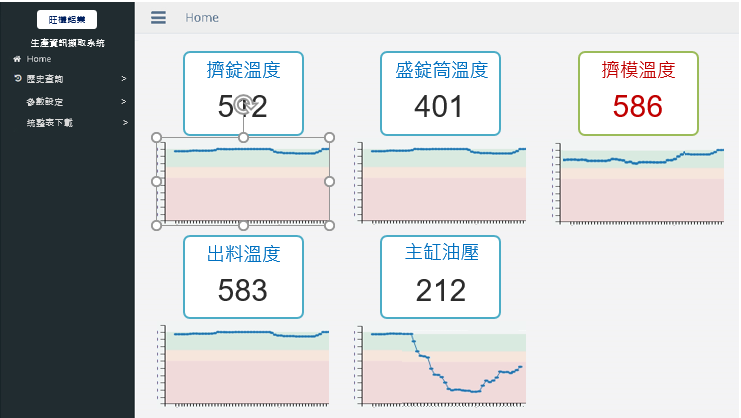 旺欉鋁業
生產資訊擷取系統
Home
歷史查詢 >
參數設定 >
統整表下載 >
Home
擠錠溫度
盛錠筒溫度
401
擠模溫度
586
出料溫度
583
主缸油壓
212